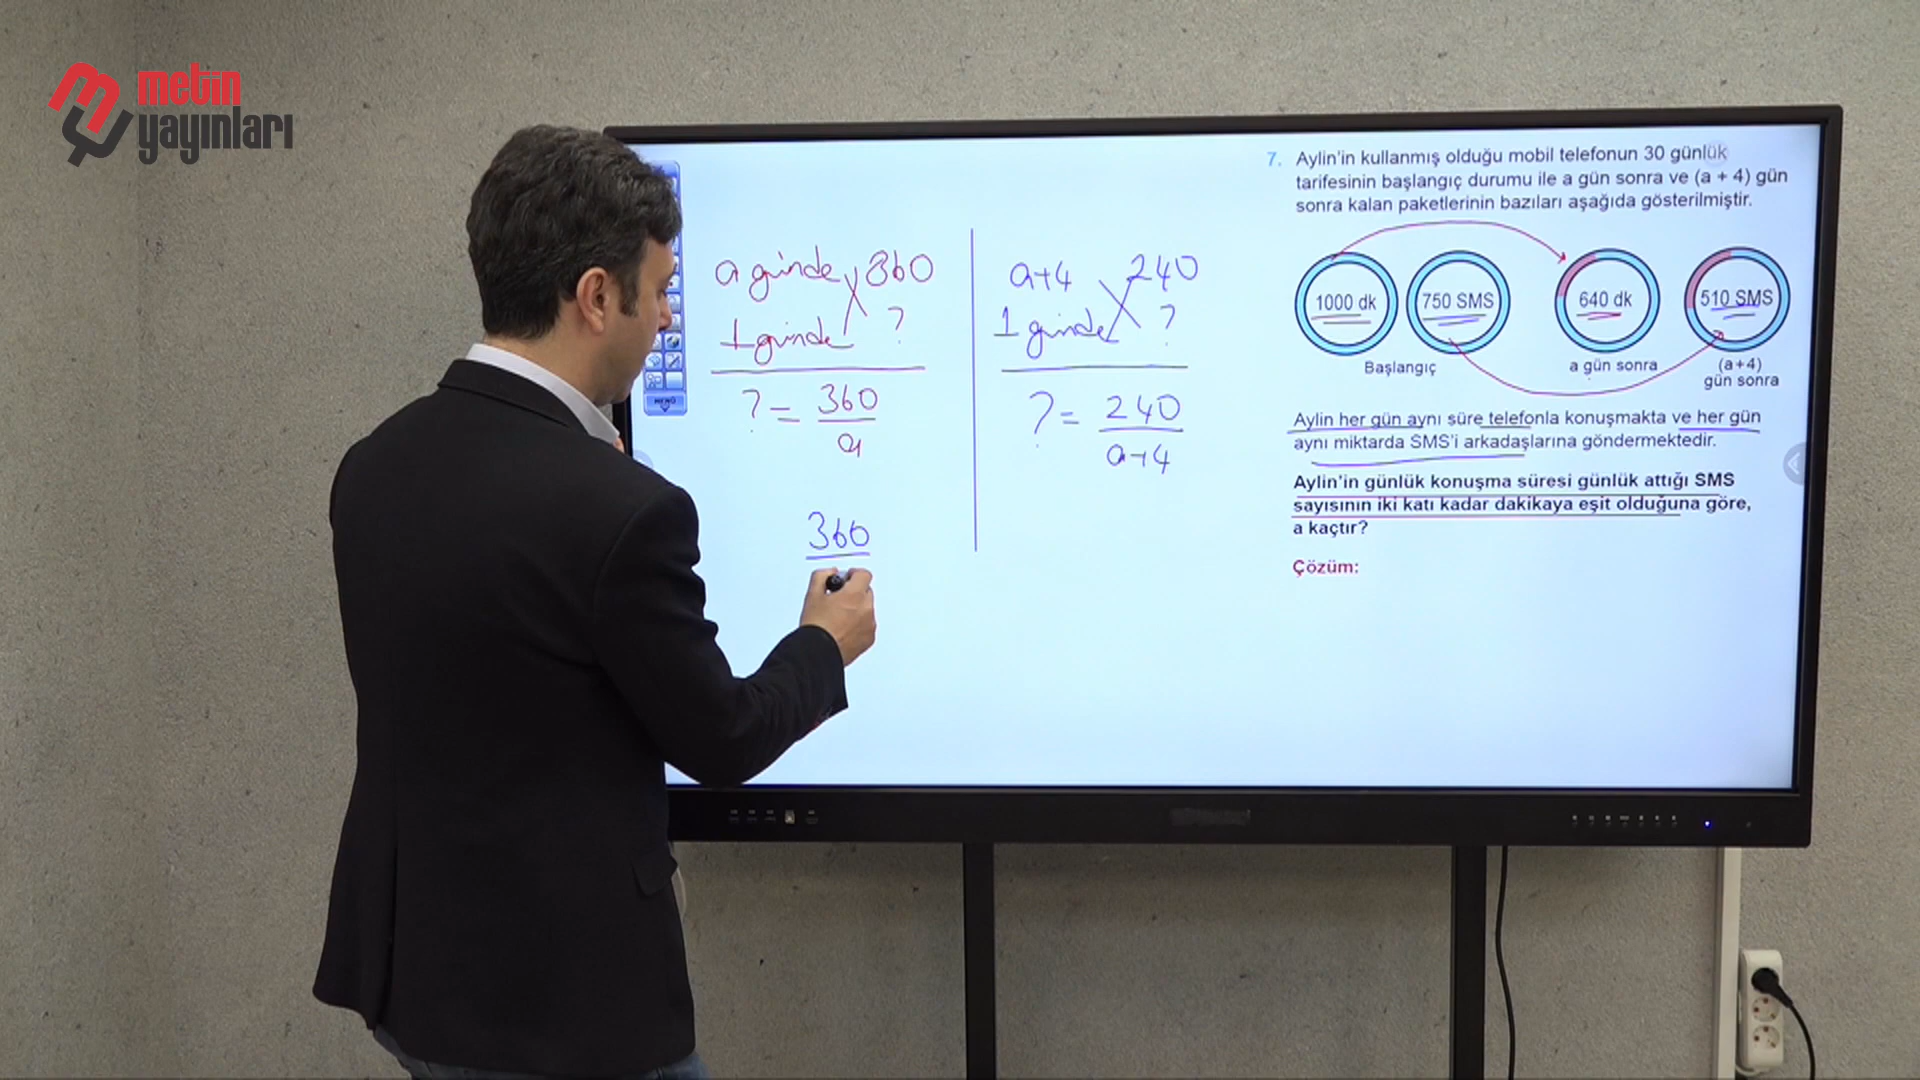 metin
yayınları
7. Aylin'in kullanmış olduğu mobil telefonun 30 günlük
tarifesinin başlangıç durumu ile a gün sonra ve (a + 4) gün
sonra kalan paketlerinin bazıları aşağıda gösterilmiştir.
1000 dk
750 SMS
640 dk
510 SMS
Başlangıç
a gün sonra
(a+4)
gün sonra
Aylin her gün aynı süre telefonla konuşmakta ve her gün
aynı miktarda SMS'i arkadaşlarına göndermektedir.
Aylin'in günlük konuşma süresi günlük attığı SMS
sayısının iki katı kadar dakikaya eşit olduğuna göre,
a kaçtır?
Çözüm:
a günde 360
1 günde ?
? = 360
a
a+4 240
1 günde ?
? = 240
a+4
360
MENÜ